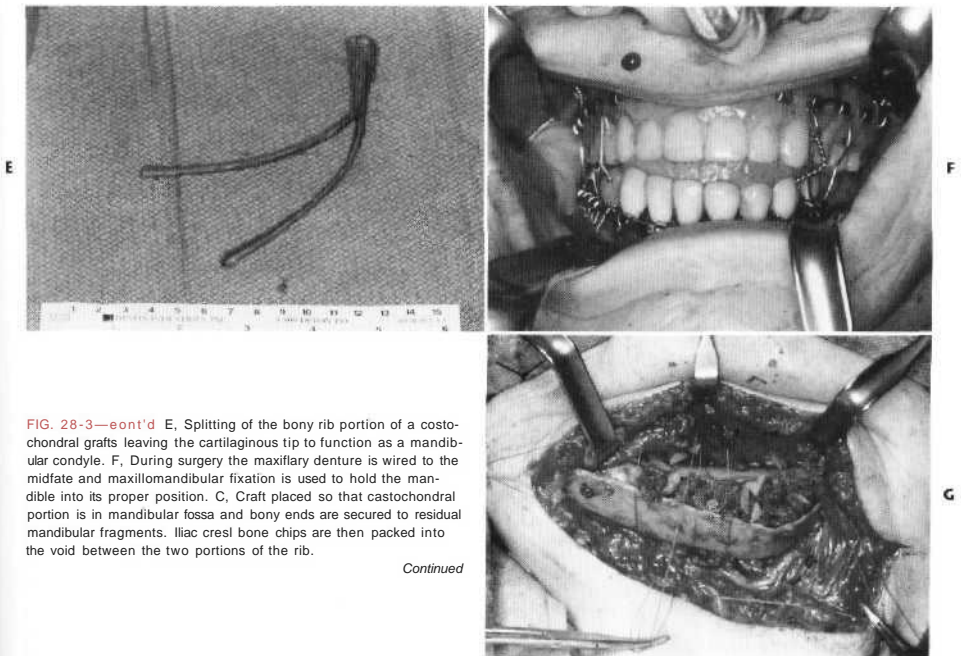 E
F
1 2 3 4 5 6 7 8 9 10 11 12 13 14 15
FIG. 28-3—eont'd E, Splitting of the bony rib portion of a costo-
chondral grafts leaving the cartilaginous tip to function as a mandib-
ular condyle. F, During surgery the maxiflary denture is wired to the
midfate and maxillomandibular fixation is used to hold the man-
dible into its proper position. C, Craft placed so that castochondral
portion is in mandibular fossa and bony ends are secured to residual
mandibular fragments. Iliac cresl bone chips are then packed into
the void between the two portions of the rib.
Continued
G